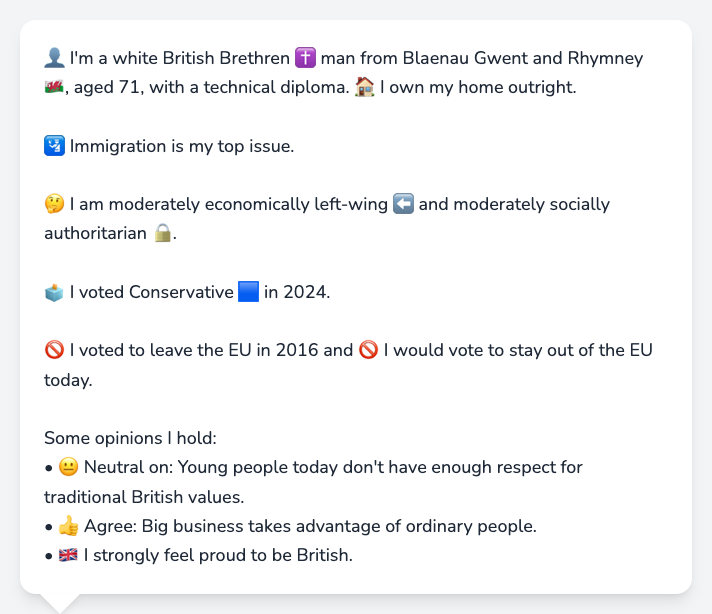 👤 I'm a white British Brethren ✝️ man from Blaenau Gwent and Rhymney
🏴󠁧󠁢󠁷󠁬󠁳󠁿, aged 71, with a technical diploma. 🏠 I own my home outright.
🛂 Immigration is my top issue.
🤔 I am moderately economically left-wing ⬅️ and moderately socially
authoritarian 🔒.
🗳️ I voted Conservative 🟦 in 2024.
🚫 I voted to leave the EU in 2016 and 🚫 I would vote to stay out of the EU
today.
Some opinions I hold:
• 😐 Neutral on: Young people today don't have enough respect for
traditional British values.
• 👍 Agree: Big business takes advantage of ordinary people.
• 🇬🇧 I strongly feel proud to be British.